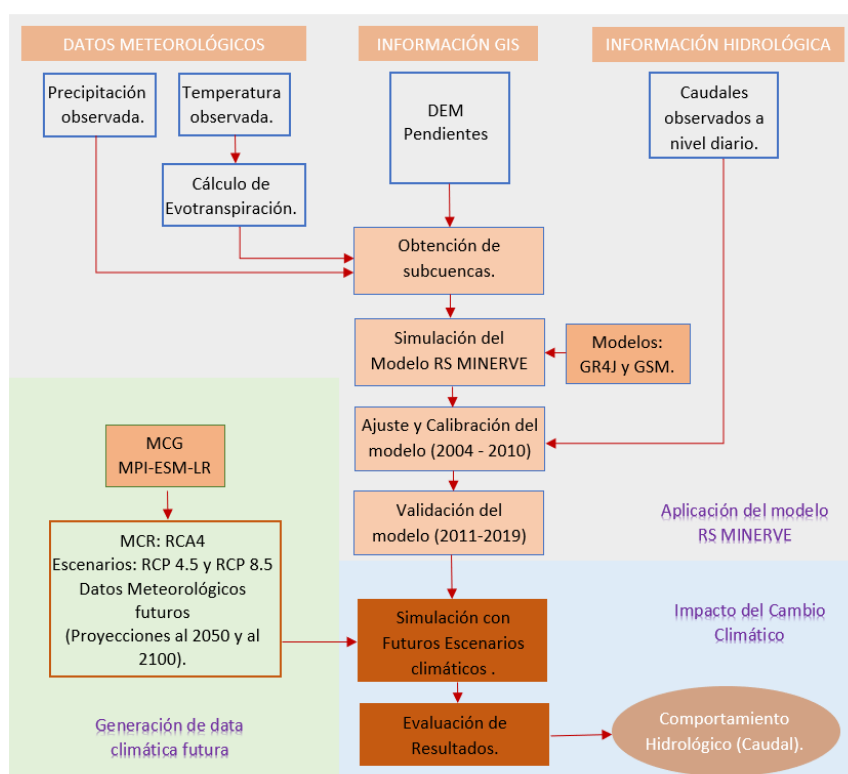 DATOS METEOROLÓGICOS
INFORMACIÓN GIS
INFORMACIÓN HIDROLÓGICA
Precipitación
observada.
Temperatura
observada.
DEM
Pendientes
Caudales
observados a
nivel diario.
Cálculo de
Evotranspiración.
Obtención de
subcuencas.
Simulación del
Modelo RS MINERVE
Modelos:
GR4J y GSM.
Ajuste y Calibración del
modelo (2004 - 2010)
Validación del
modelo (2011-2019)
Aplicación del modelo
RS MINERVE
MCG
MPI-ESM-LR
MCR: RCA4
Escenarios: RCP 4.5 y RCP 8.5
Datos Meteorológicos
futuros
(Proyecciones al 2050 y al
2100).
Generación de data
climática futura
Simulación con
Futuros Escenarios
climáticos .
Impacto del Cambio
Climático
Evaluación de
Resultados.
Comportamiento
Hidrológico (Caudal).